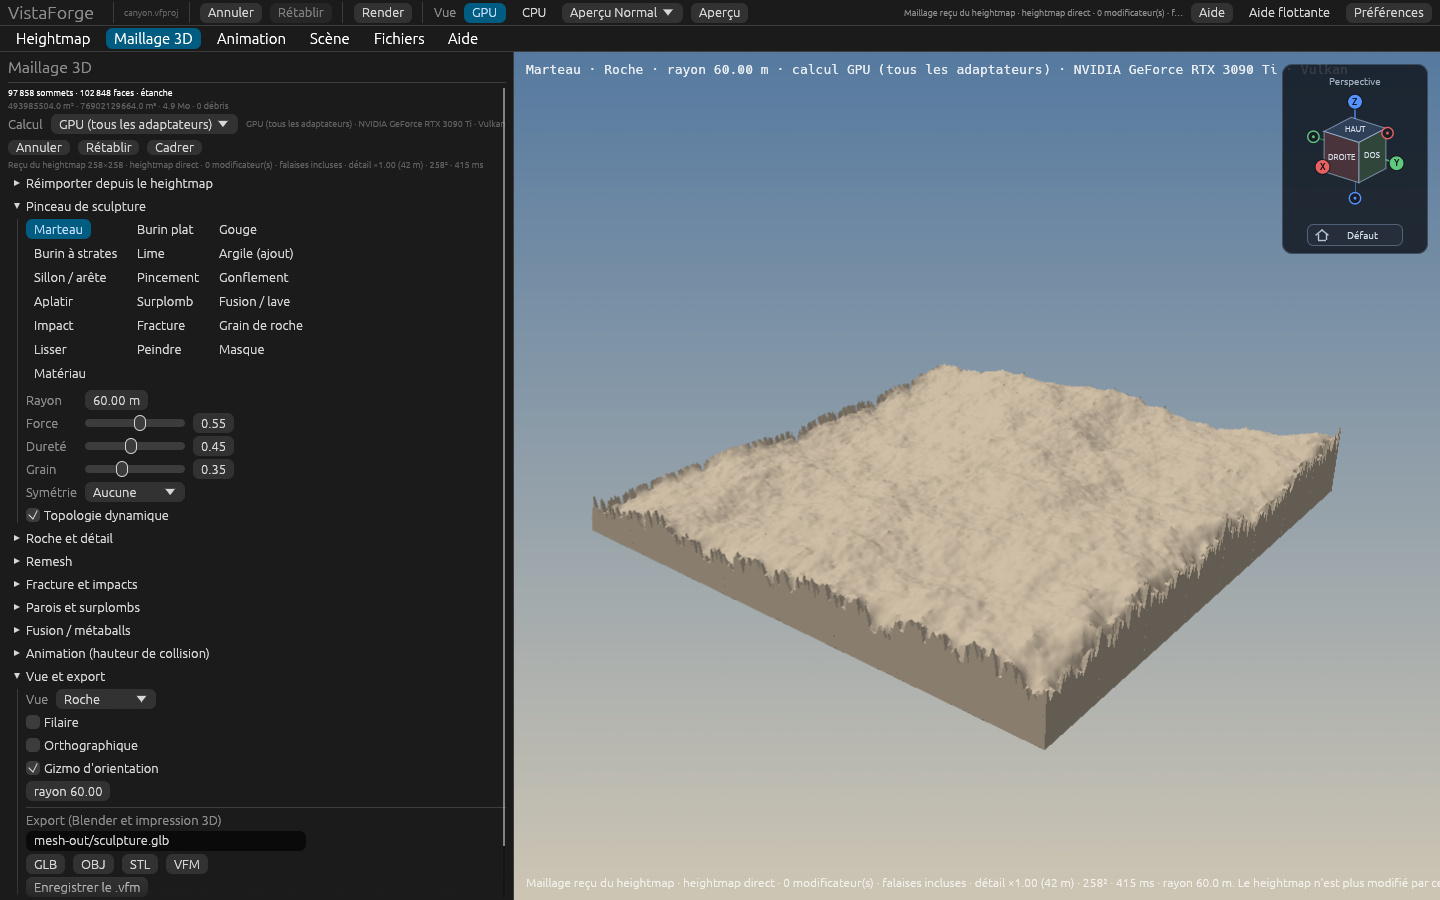 VistaForge canyon.vfproj Annuler Rétablir Render Vue GPU CPU Aperçu Normal Aperçu Maillage reçu du heightmap · heightmap direct · 0 modificateur(s) · f… Aide Aide flottante Préférences
Heightmap Maillage 3D Animation Scène Fichiers Aide
Maillage 3D
97 858 sommets · 102 848 faces · étanche
493985504.0 m² · 76902129664.0 m³ · 4.9 Mo · 0 débris
Calcul GPU (tous les adaptateurs) GPU (tous les adaptateurs) · NVIDIA GeForce RTX 3090 Ti · Vulkan
Annuler Rétablir Cadrer
Reçu du heightmap 258×258 · heightmap direct · 0 modificateur(s) · falaises incluses · détail ×1.00 (42 m) · 258² · 415 ms
Réimporter depuis le heightmap
Pinceau de sculpture
Marteau Burin plat Gouge
Burin à strates Lime Argile (ajout)
Sillon / arête Pincement Gonflement
Aplatir Surplomb Fusion / lave
Impact Fracture Grain de roche
Lisser Peindre Masque
Matériau
Rayon 60.00 m
Force 0.55
Dureté 0.45
Grain 0.35
Symétrie Aucune
Topologie dynamique
Roche et détail
Remesh
Fracture et impacts
Parois et surplombs
Fusion / métaballs
Animation (hauteur de collision)
Vue et export
Vue Roche
Filaire
Orthographique
Gizmo d'orientation
rayon 60.00
Export (Blender et impression 3D)
mesh-out/sculpture.glb
GLB OBJ STL VFM
Enregistrer le .vfm
Marteau · Roche · rayon 60.00 m · calcul GPU (tous les adaptateurs) · NVIDIA GeForce RTX 3090 Ti · Vulkan
Perspective
Z
HAUT
DROITE DOS
X Y
Défaut
Maillage reçu du heightmap · heightmap direct · 0 modificateur(s) · falaises incluses · détail ×1.00 (42 m) · 258² · 415 ms · rayon 60.0 m. Le heightmap n'est plus modifié par ce